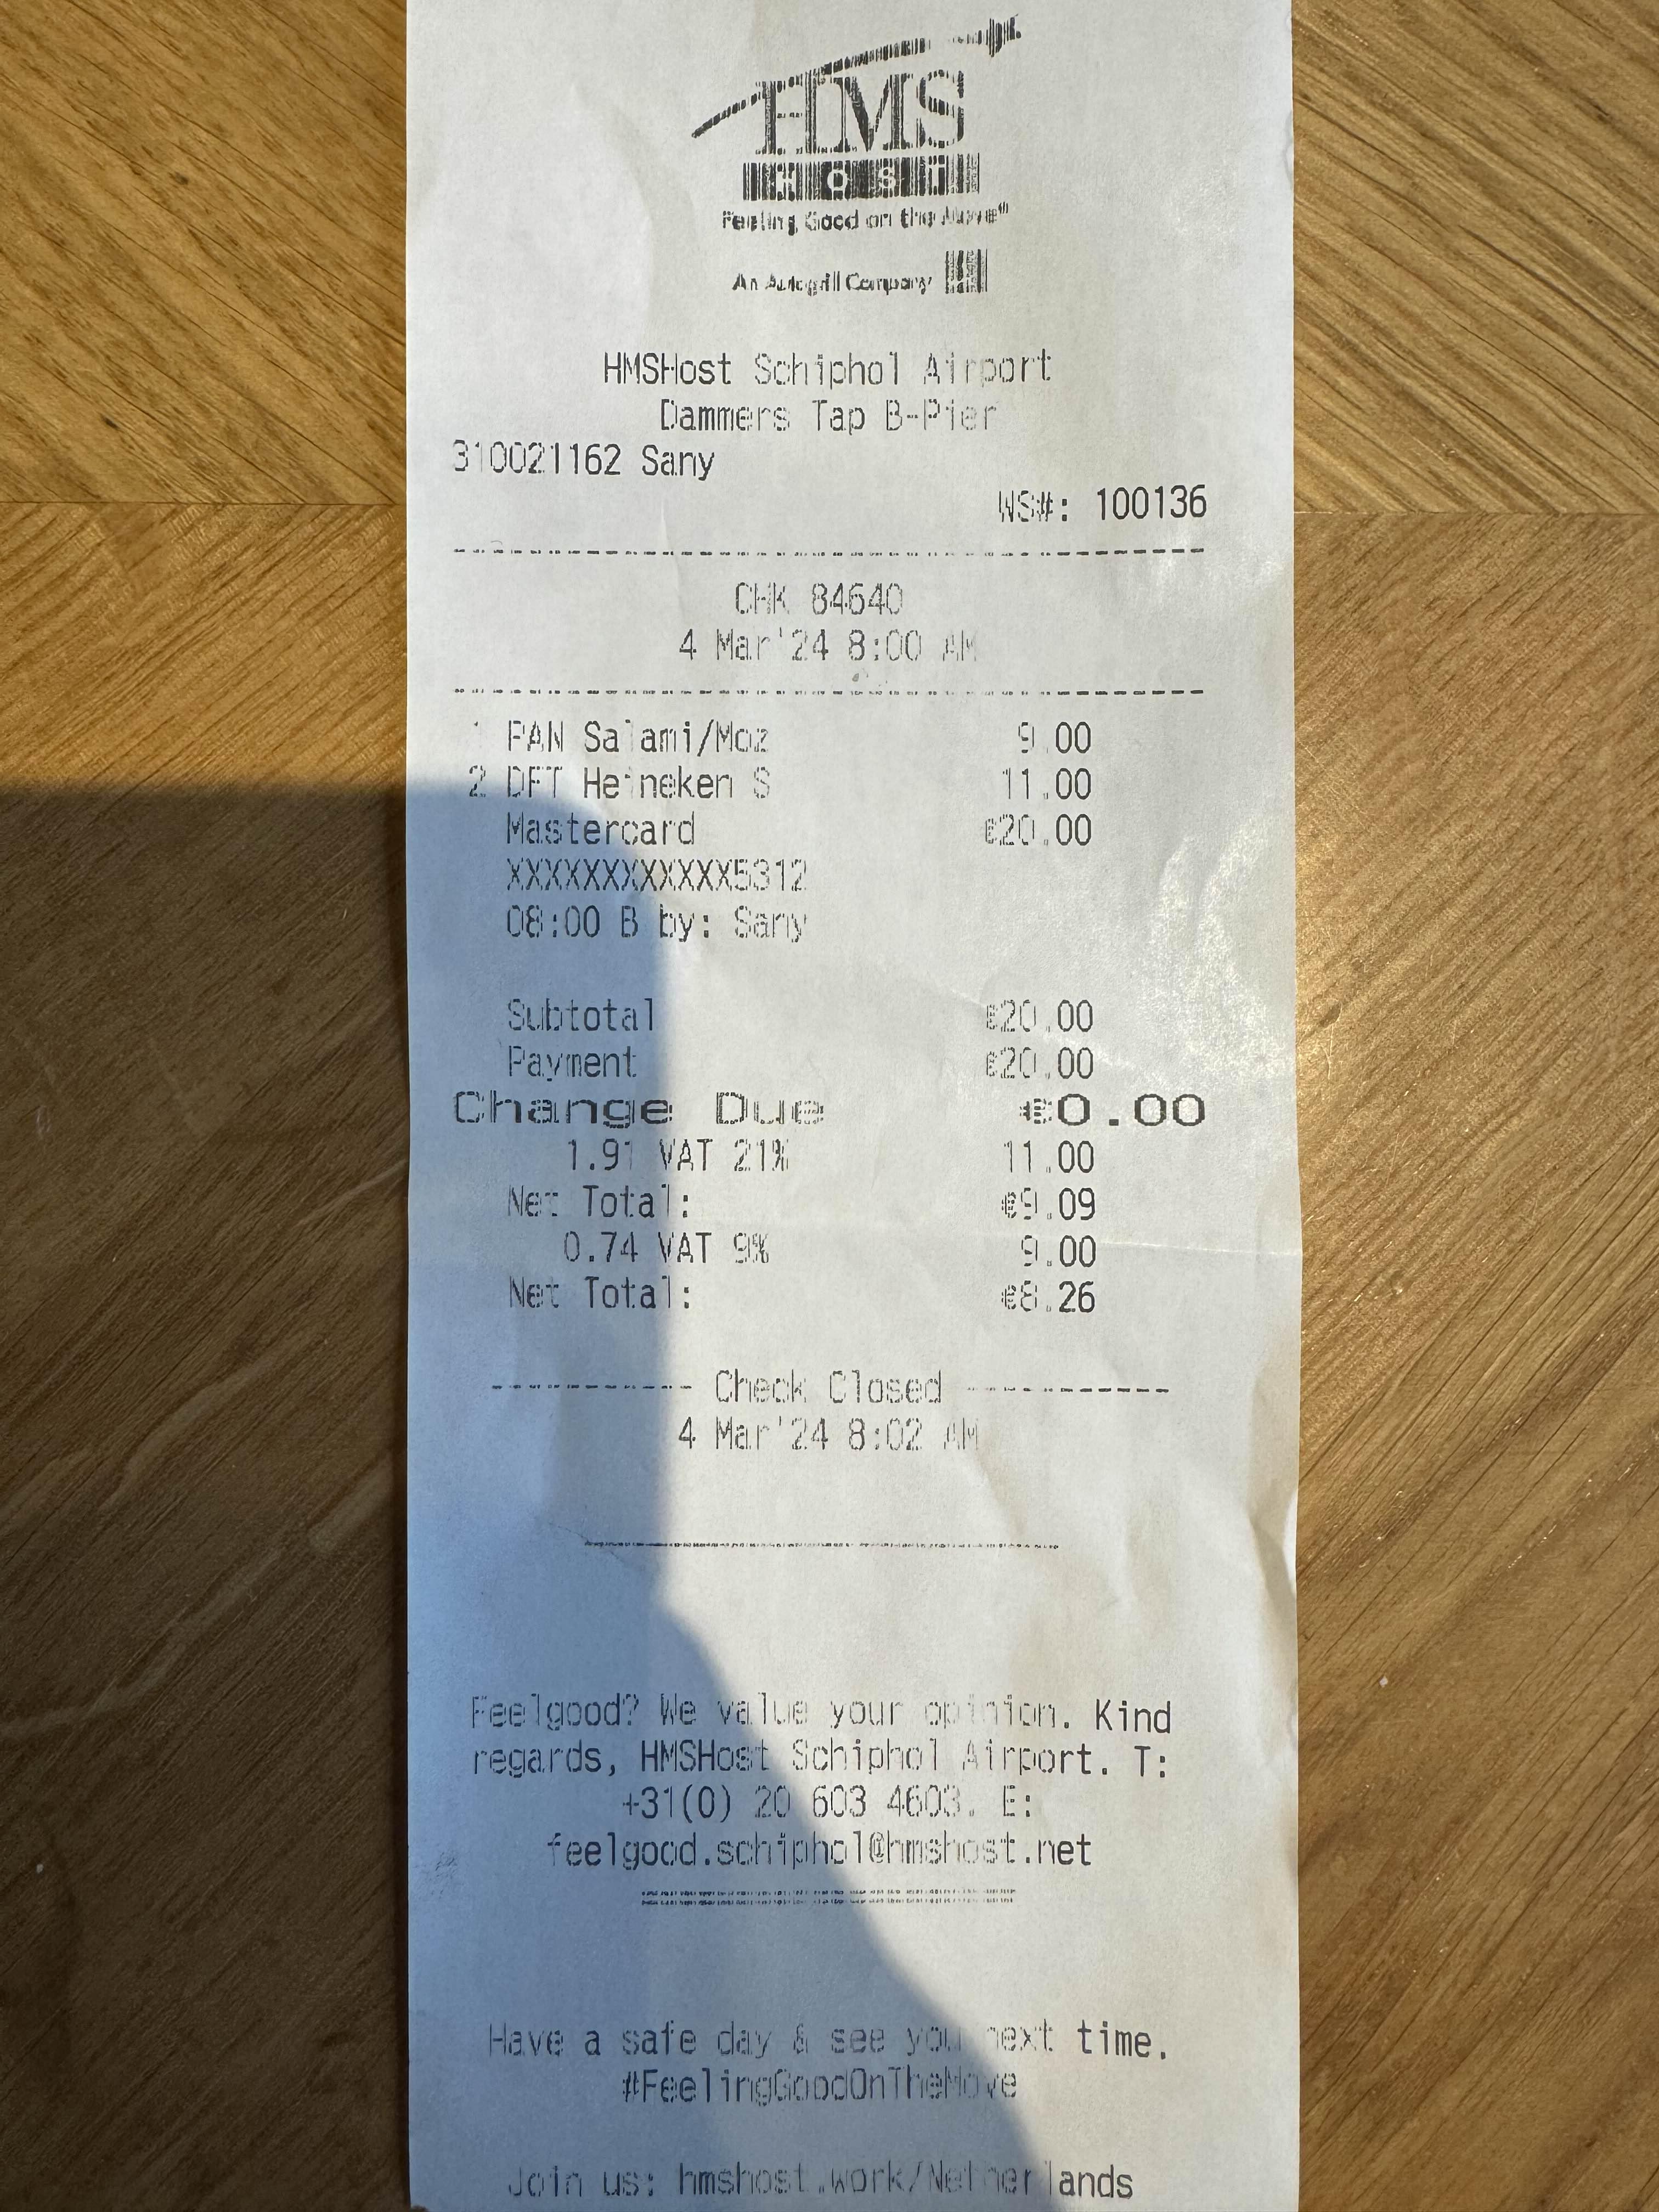 HMS
HOST
Feeling Good on the Move®
An Autogrill Company
HMSHost Schiphol Airport
Dammers Tap B-Pier
310021162 Sany
WS#: 100136
--------------------------------------
CHK 84640
4 Mar'24 8:00 AM
--------------------------------------
1 PAN Salami/Moz 9.00
2 DFT Heineken S 11.00
Mastercard €20.00
XXXXXXXXXXXX5312
08:00 B by: Sany
Subtotal €20.00
Payment €20.00
Change Due €0.00
1.91 VAT 21% 11.00
Net Total: €9.09
0.74 VAT 9% 9.00
Net Total: €8.26
----------- Check Closed -----------
4 Mar'24 8:02 AM
Feelgood? We value your opinion. Kind
regards, HMSHost Schiphol Airport. T:
+31(0) 20 603 4603. E:
feelgood.schiphol@hmshost.net
Have a safe day & see you next time.
#FeelingGoodOnTheMove
Join us: hmshost.work/Netherlands